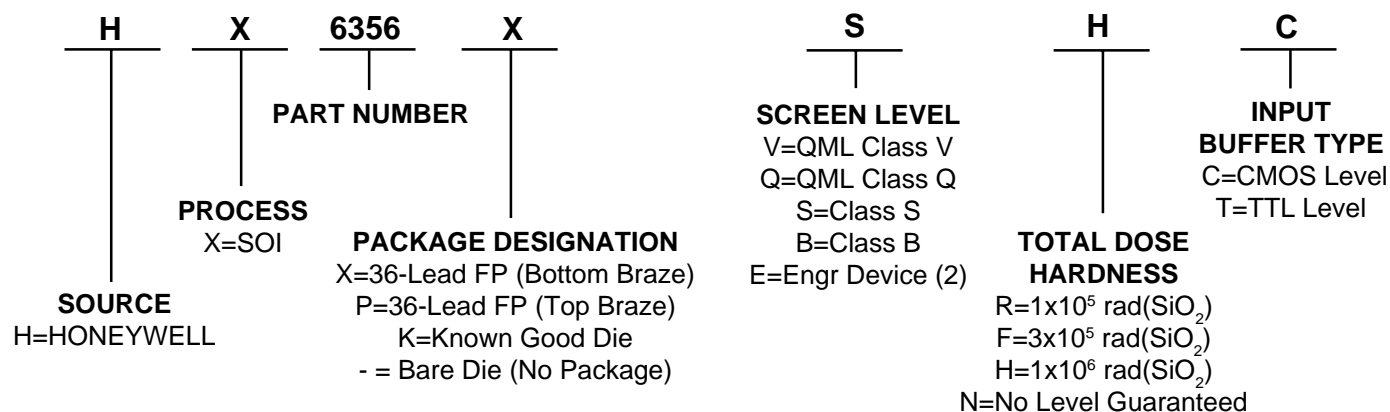 H X 6356 X S H C
PART NUMBER
PROCESS
X=SOI
SOURCE
H=HONEYWELL
PACKAGE DESIGNATION
X=36-Lead FP (Bottom Braze)
P=36-Lead FP (Top Braze)
K=Known Good Die
- = Bare Die (No Package)
SCREEN LEVEL
V=QML Class V
Q=QML Class Q
S=Class S
B=Class B
E=Engr Device (2)
TOTAL DOSE
HARDNESS
R=1x10⁵ rad(SiO₂)
F=3x10⁵ rad(SiO₂)
H=1x10⁶ rad(SiO₂)
N=No Level Guaranteed
INPUT
BUFFER TYPE
C=CMOS Level
T=TTL Level